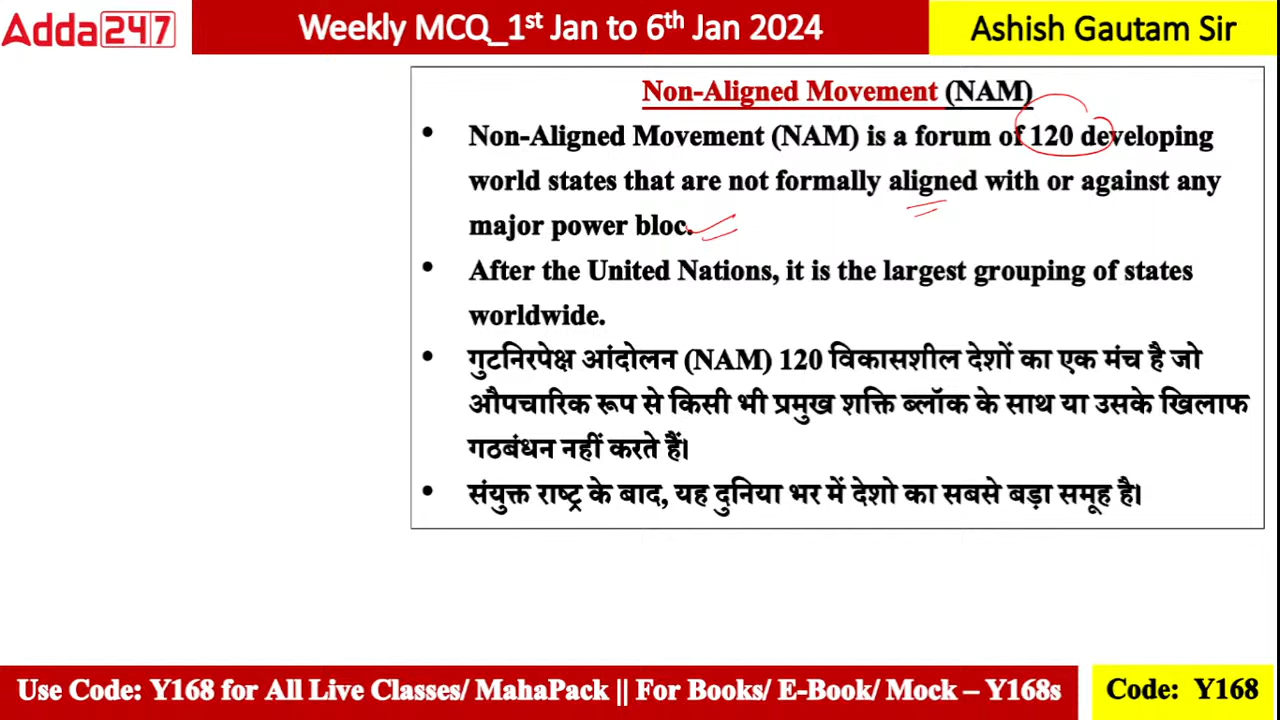 Adda247
Weekly MCQ_1st Jan to 6th Jan 2024
Ashish Gautam Sir
Non-Aligned Movement (NAM)
• Non-Aligned Movement (NAM) is a forum of 120 developing
world states that are not formally aligned with or against any
major power bloc.
• After the United Nations, it is the largest grouping of states
worldwide.
• गुटनिरपेक्ष आंदोलन (NAM) 120 विकासशील देशों का एक मंच है जो
औपचारिक रूप से किसी भी प्रमुख शक्ति ब्लॉक के साथ या उसके खिलाफ
गठबंधन नहीं करते हैं।
• संयुक्त राष्ट्र के बाद, यह दुनिया भर में देशो का सबसे बड़ा समूह है।
Use Code: Y168 for All Live Classes/ MahaPack || For Books/ E-Book/ Mock – Y168s
Code: Y168